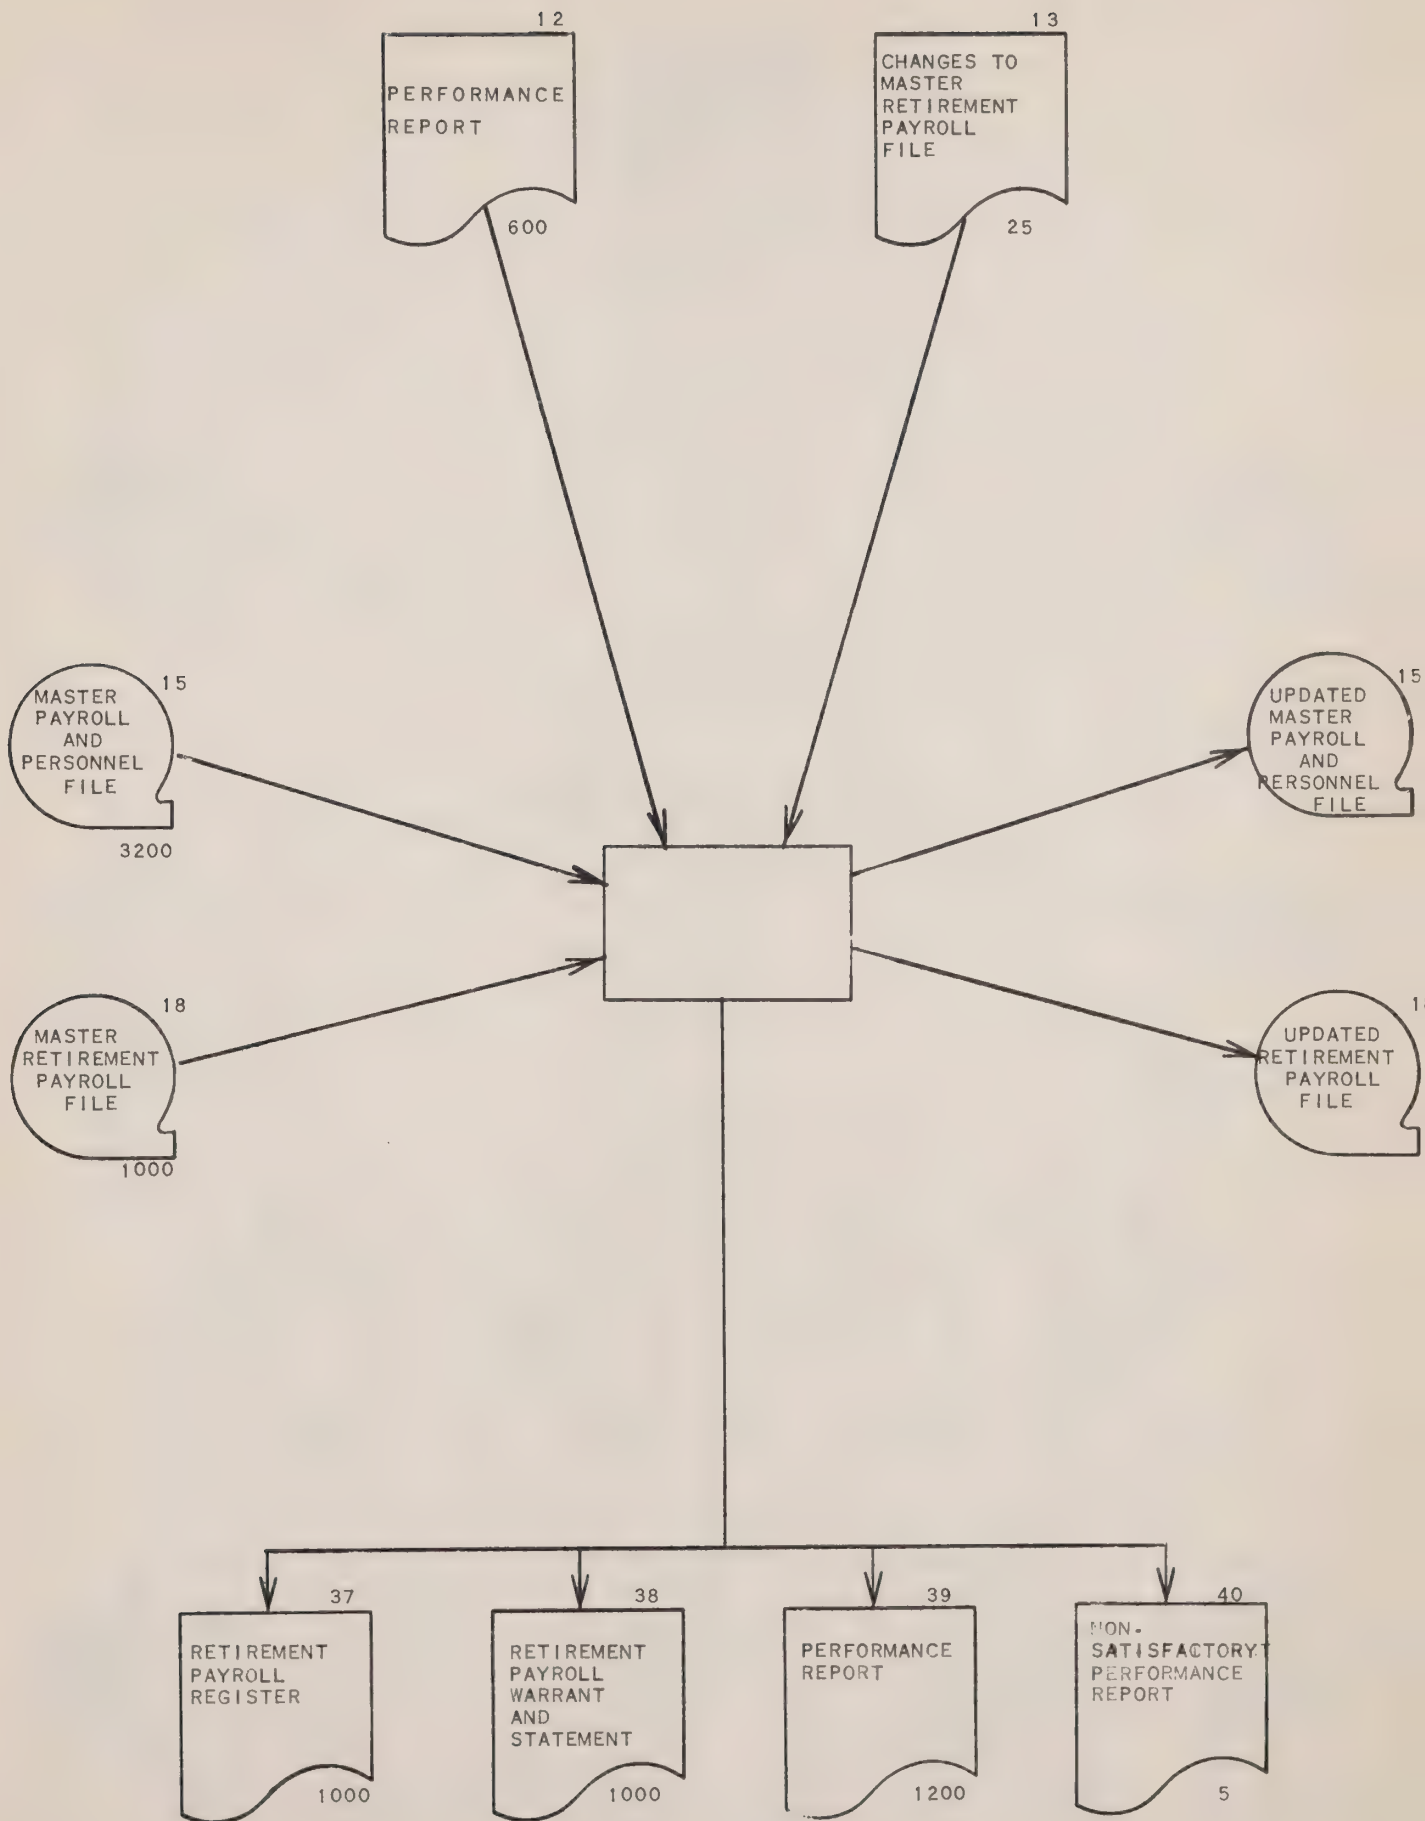 12
PERFORMANCE
REPORT
600
13
CHANGES TO
MASTER
RETIREMENT
PAYROLL
FILE
25
15
MASTER
PAYROLL
AND
PERSONNEL
FILE
3200
15
UPDATED
MASTER
PAYROLL
AND
PERSONNEL
FILE
18
MASTER
RETIREMENT
PAYROLL
FILE
1000
UPDATED
RETIREMENT
PAYROLL
FILE
37
RETIREMENT
PAYROLL
REGISTER
1000
38
RETIREMENT
PAYROLL
WARRANT
AND
STATEMENT
1000
39
PERFORMANCE
REPORT
1200
40
NON-
SATISFACTORY
PERFORMANCE
REPORT
5